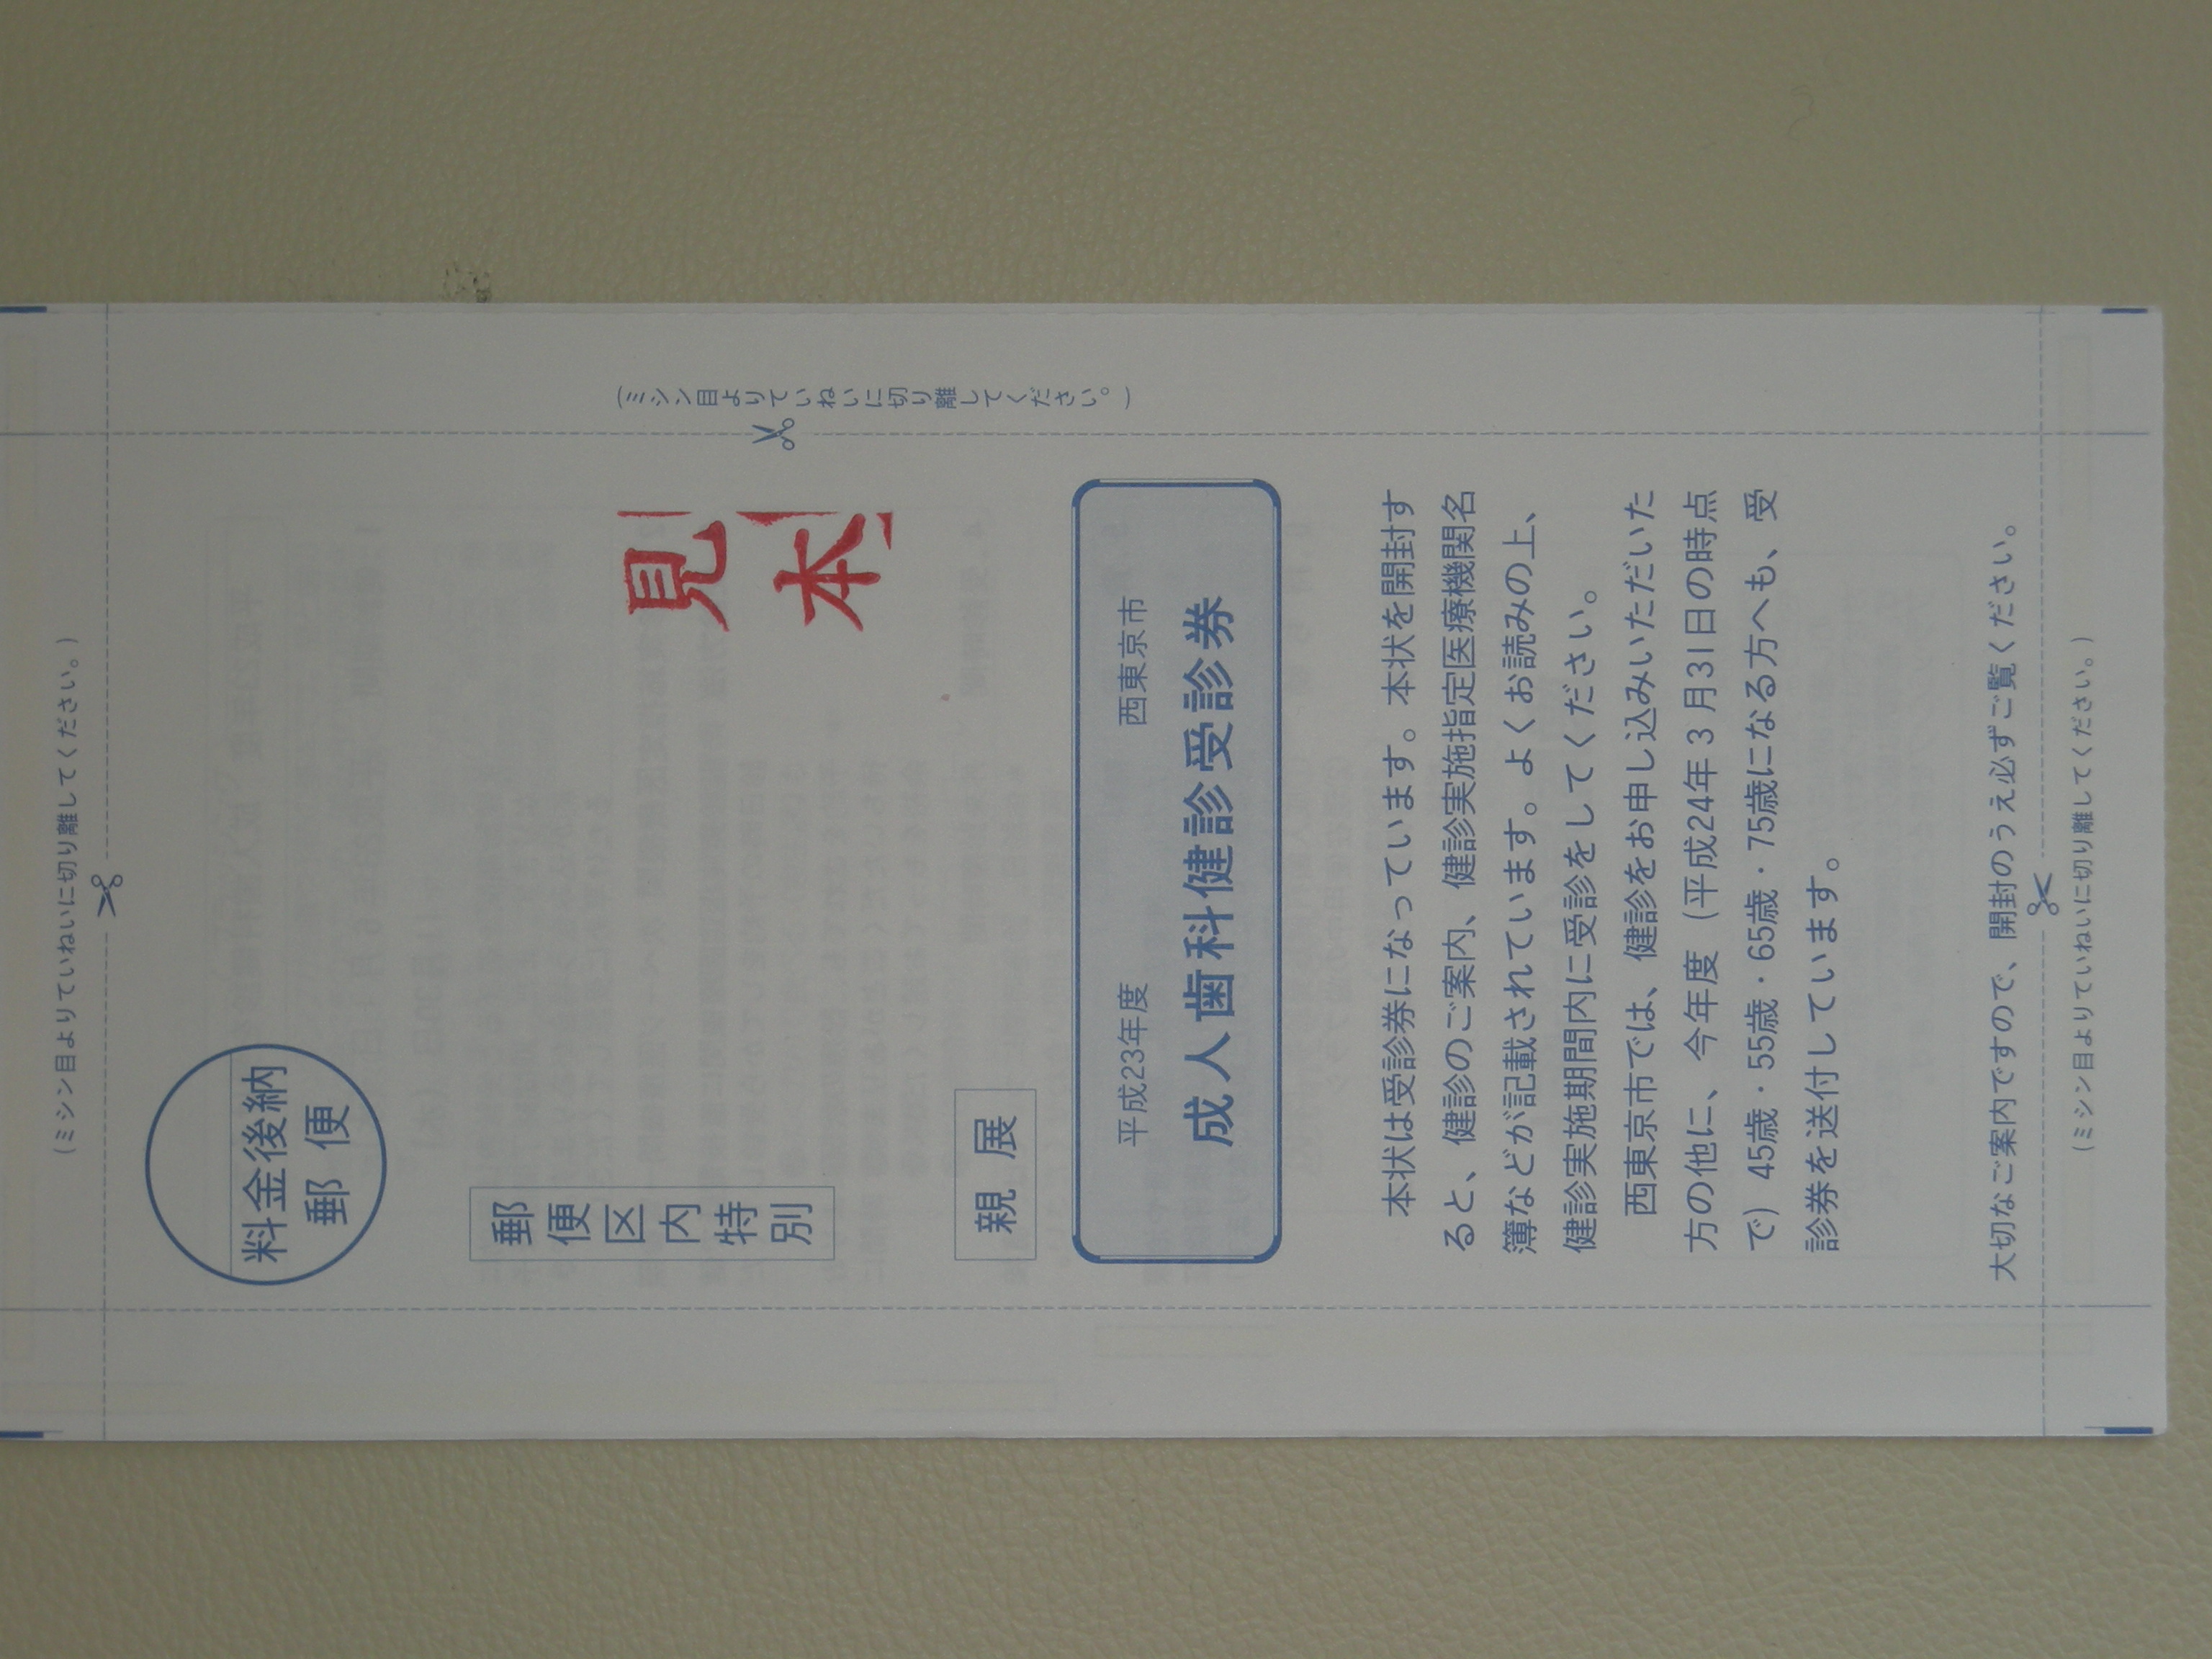 (ミシン目よりていねいに切り離してください。)
料金後納
郵便
郵便区内特別
見本
(ミシン目よりていねいに切り離してください。)
親展
平成23年度 西東京市
成人歯科健診受診券
本状は受診券になっています。本状を開封す
ると、健診のご案内、健診実施指定医療機関名
簿などが記載されています。よくお読みの上、
健診実施期間内に受診をしてください。
西東京市では、健診をお申し込みいただいた
方の他に、今年度（平成24年3月31日の時点
で）45歳・55歳・65歳・75歳になる方へも、受
診券を送付しています。
大切なご案内ですので、開封のうえ必ずご覧ください。
(ミシン目よりていねいに切り離してください。)